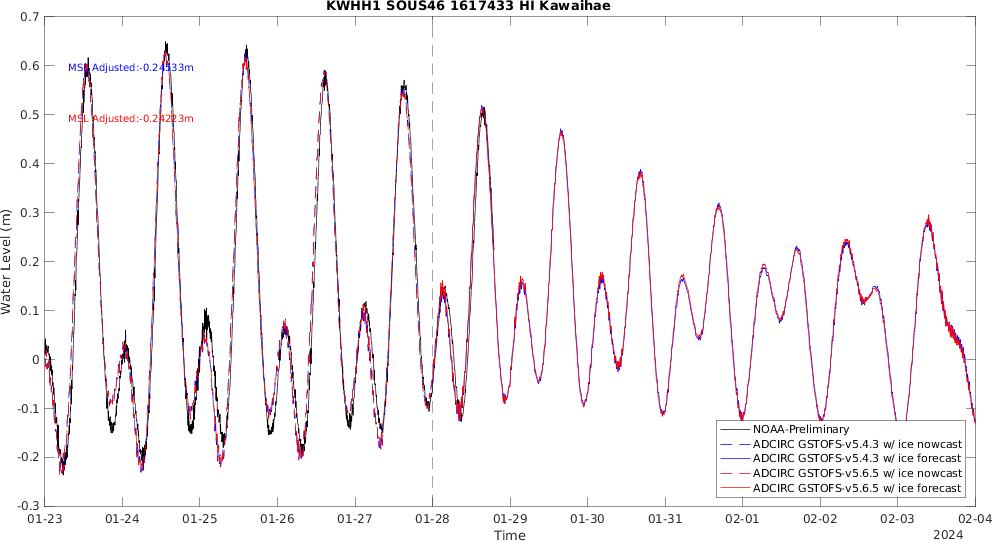 KWHH1 SOUS46 1617433 HI Kawaihae
0.7
0.6
0.5
0.4
0.3
0.2
0.1
0
-0.1
-0.2
-0.3
Water Level (m)
MSL Adjusted:-0.24533m
MSL Adjusted:-0.24223m
NOAA-Preliminary
ADCIRC GSTOFS-v5.4.3 w/ ice nowcast
ADCIRC GSTOFS-v5.4.3 w/ ice forecast
ADCIRC GSTOFS-v5.6.5 w/ ice nowcast
ADCIRC GSTOFS-v5.6.5 w/ ice forecast
01-23 01-24 01-25 01-26 01-27 01-28 01-29 01-30 01-31 02-01 02-02 02-03 02-04
Time
2024